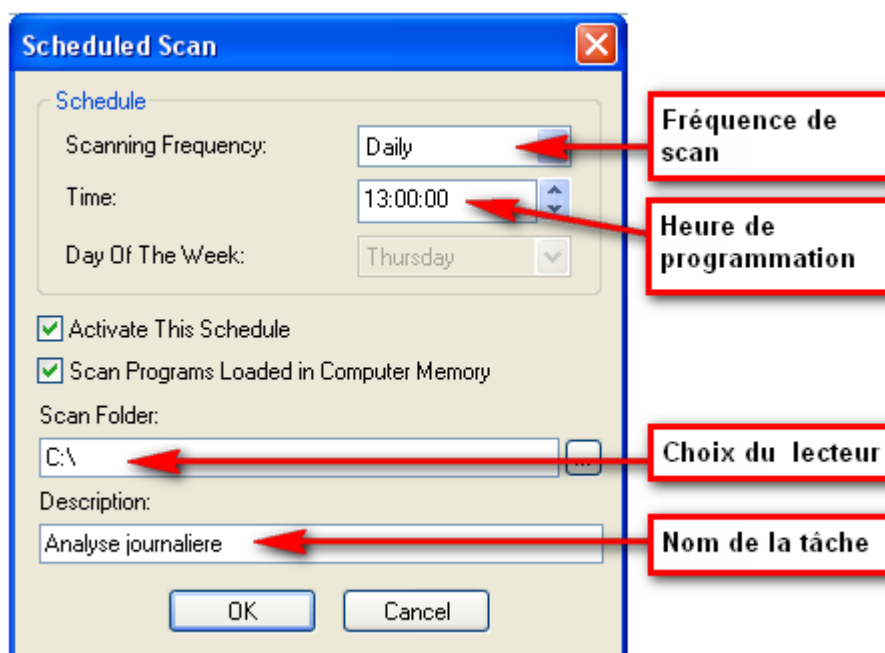 Scheduled Scan
Schedule
Scanning Frequency:
Daily
Fréquence de
scan
Time:
13:00:00
Heure de
programmation
Day Of The Week:
Thursday
Activate This Schedule
Scan Programs Loaded in Computer Memory
Scan Folder:
C:\
...
Choix du lecteur
Description:
Analyse journaliere
Nom de la tâche
OK
Cancel